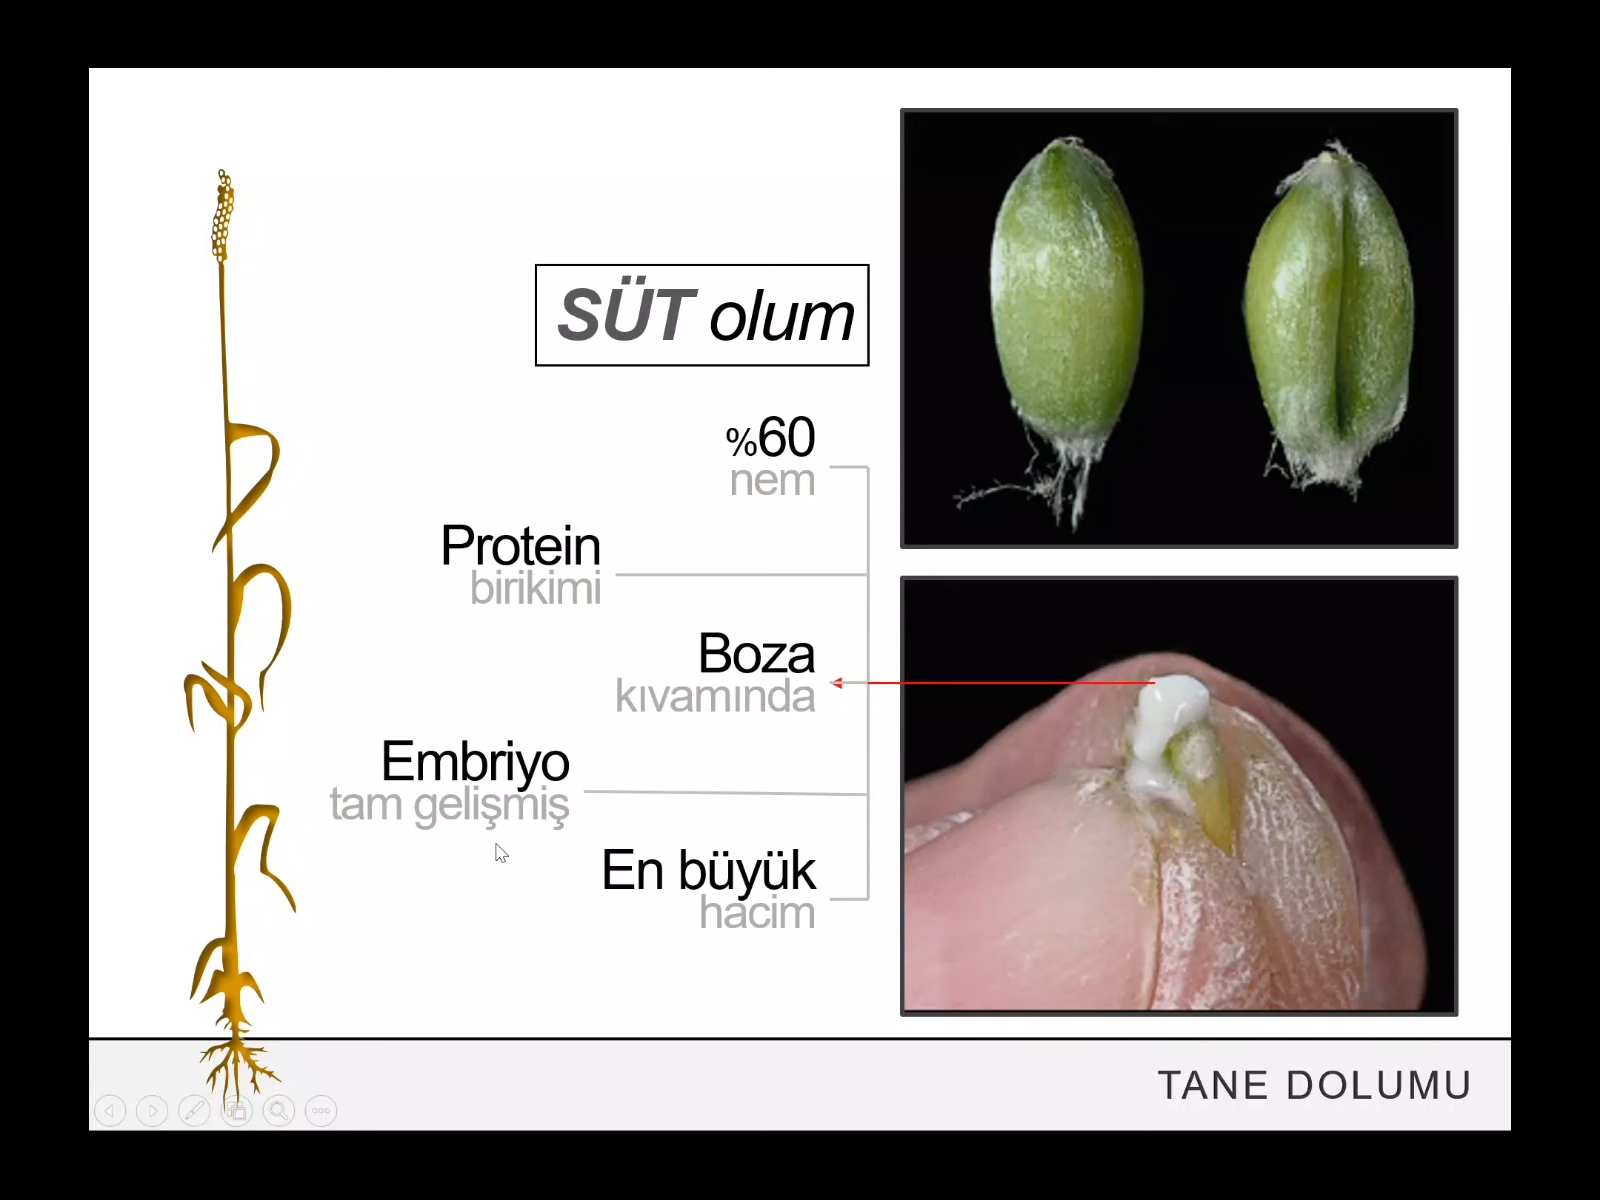 SÜT olum
%60
nem
Protein
birikimi
Boza
kıvamında
Embriyo
tam gelişmiş
En büyük
hacim
TANE DOLUMU